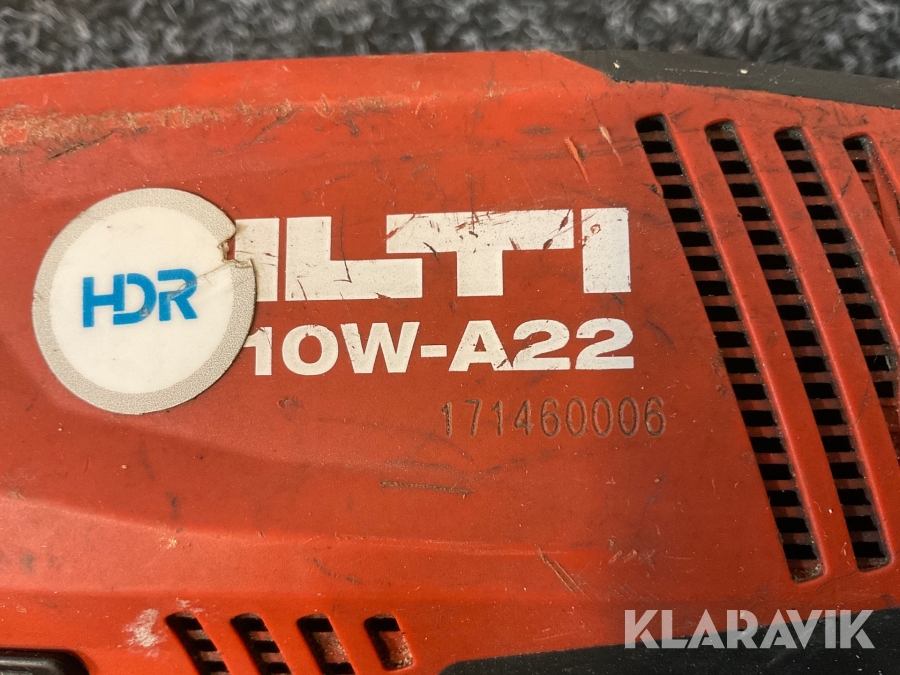 HDR
ILTI
10W-A22
171460006
KLARAVIK